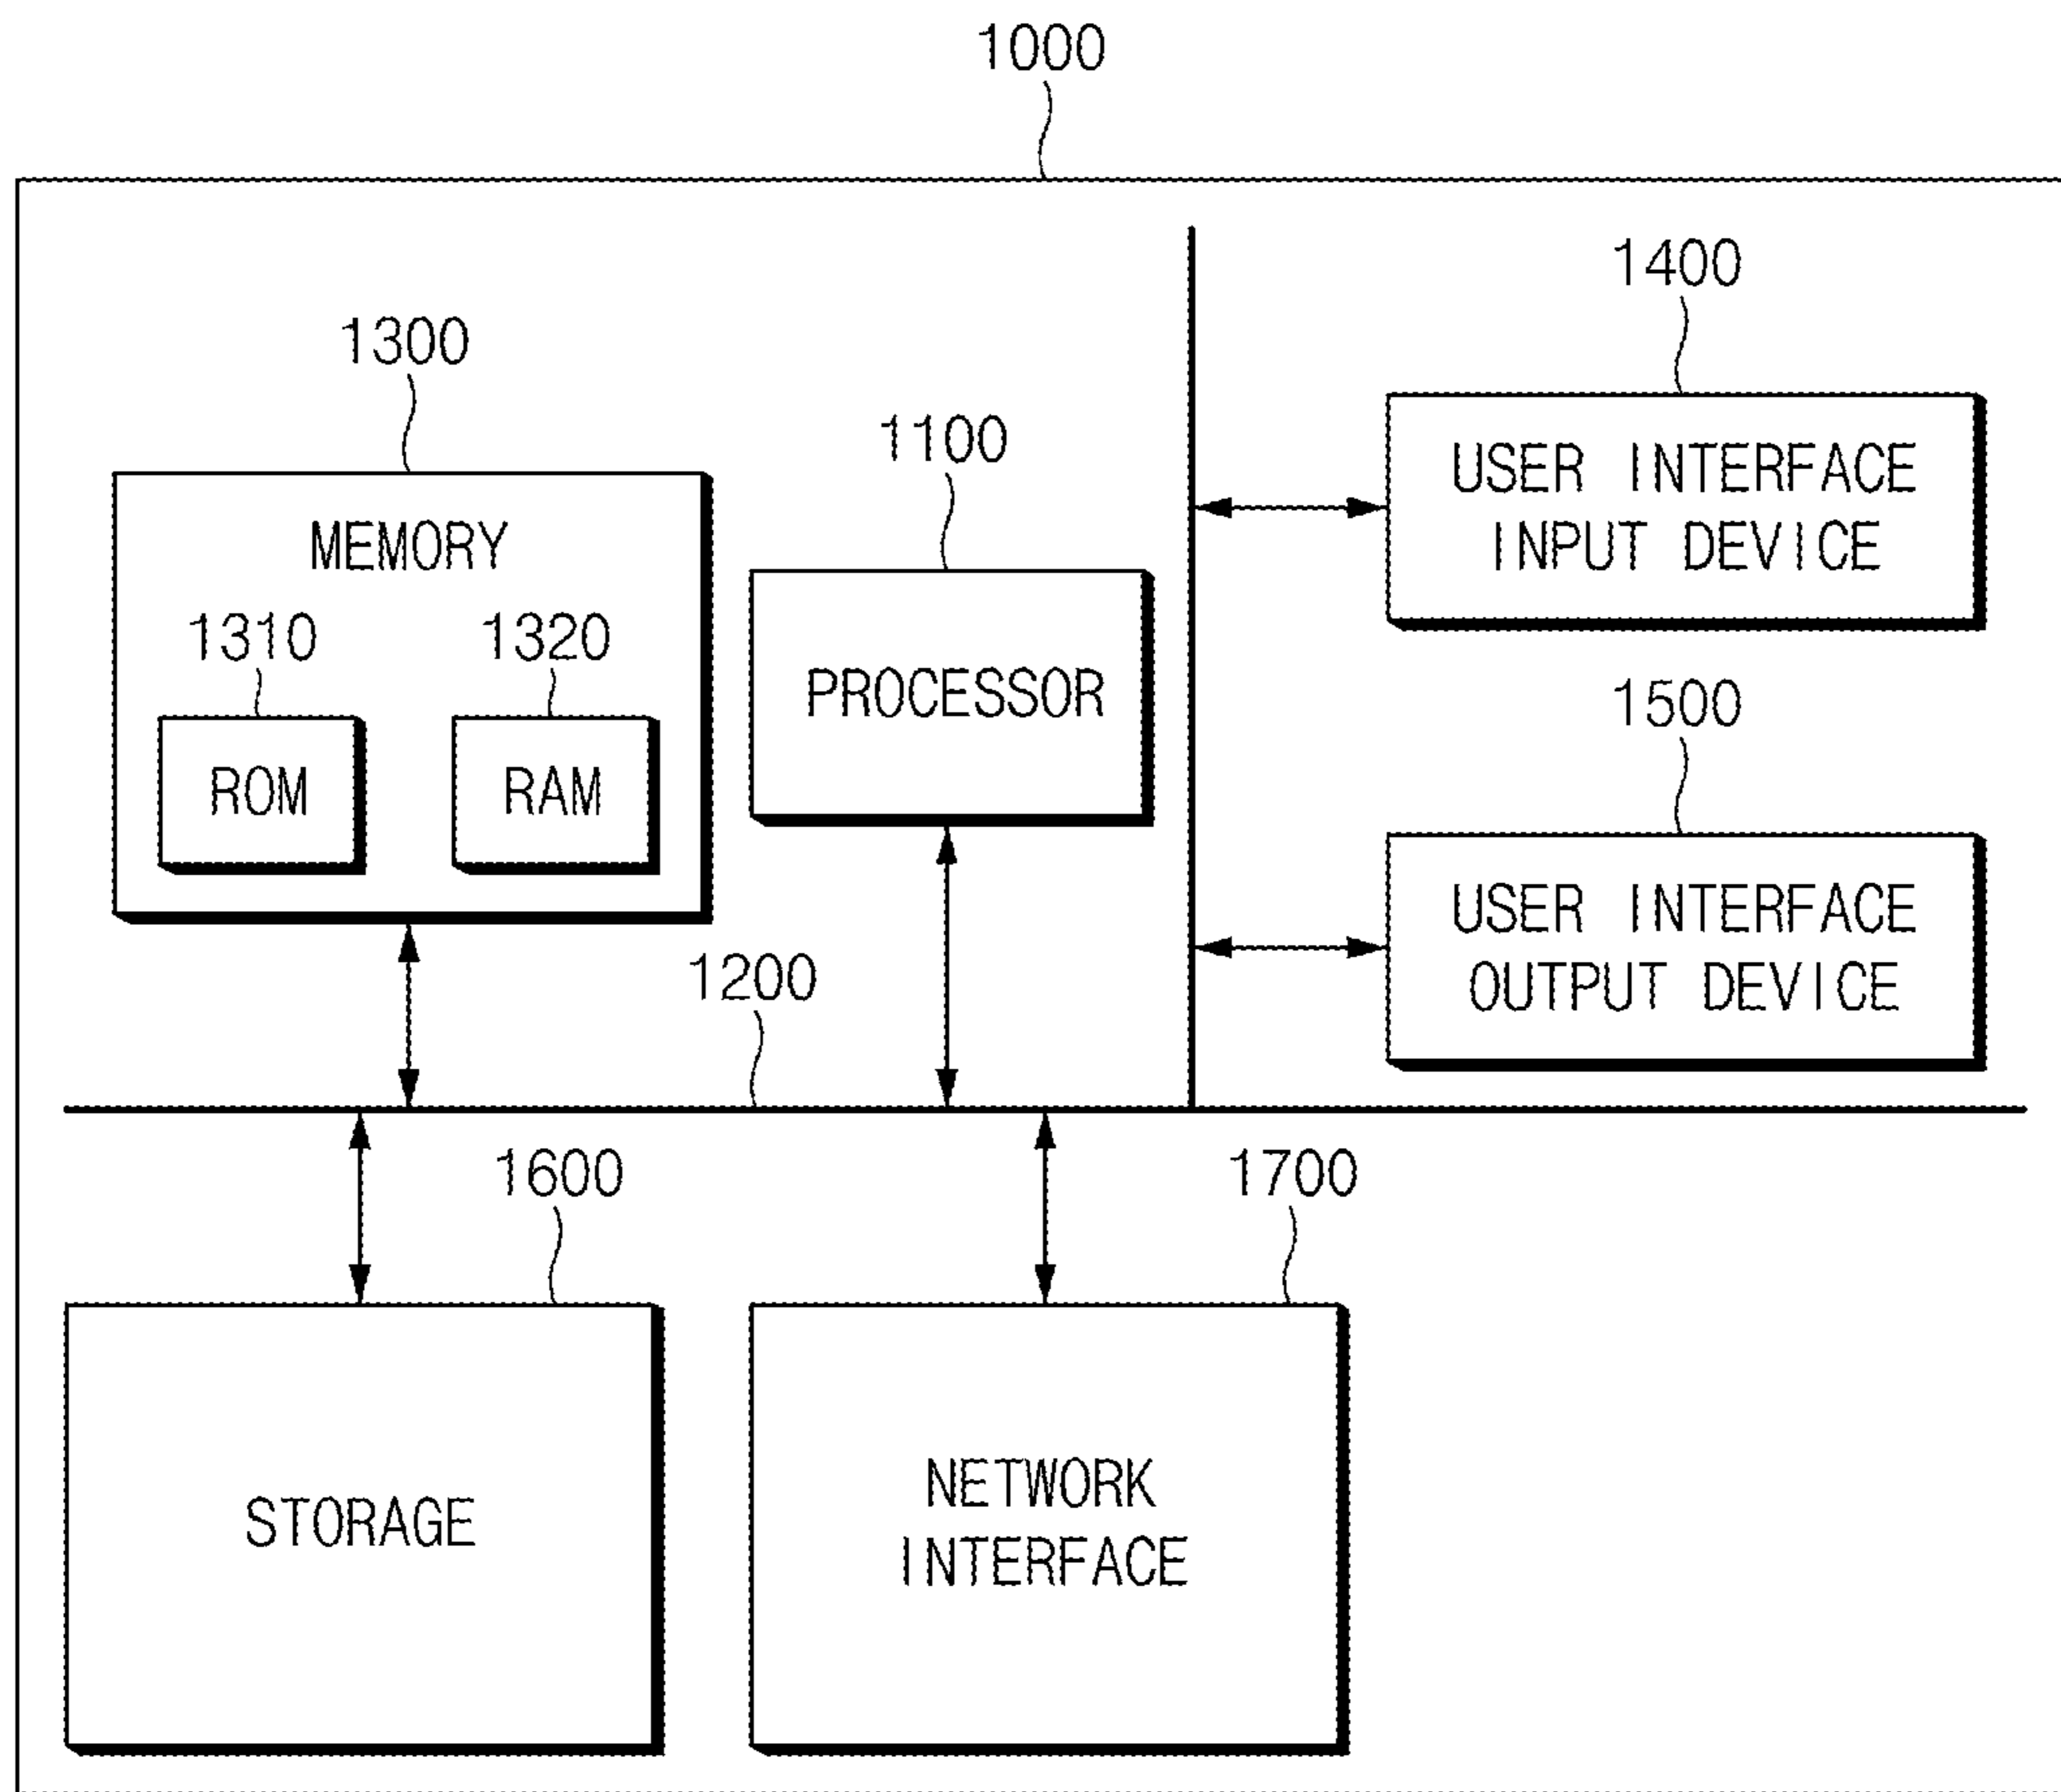 1000
1300
MEMORY
1310
1320
ROM
RAM
1100
PROCESSOR
1400
USER INTERFACE
INPUT DEVICE
1500
USER INTERFACE
OUTPUT DEVICE
1200
1600
STORAGE
1700
NETWORK
INTERFACE